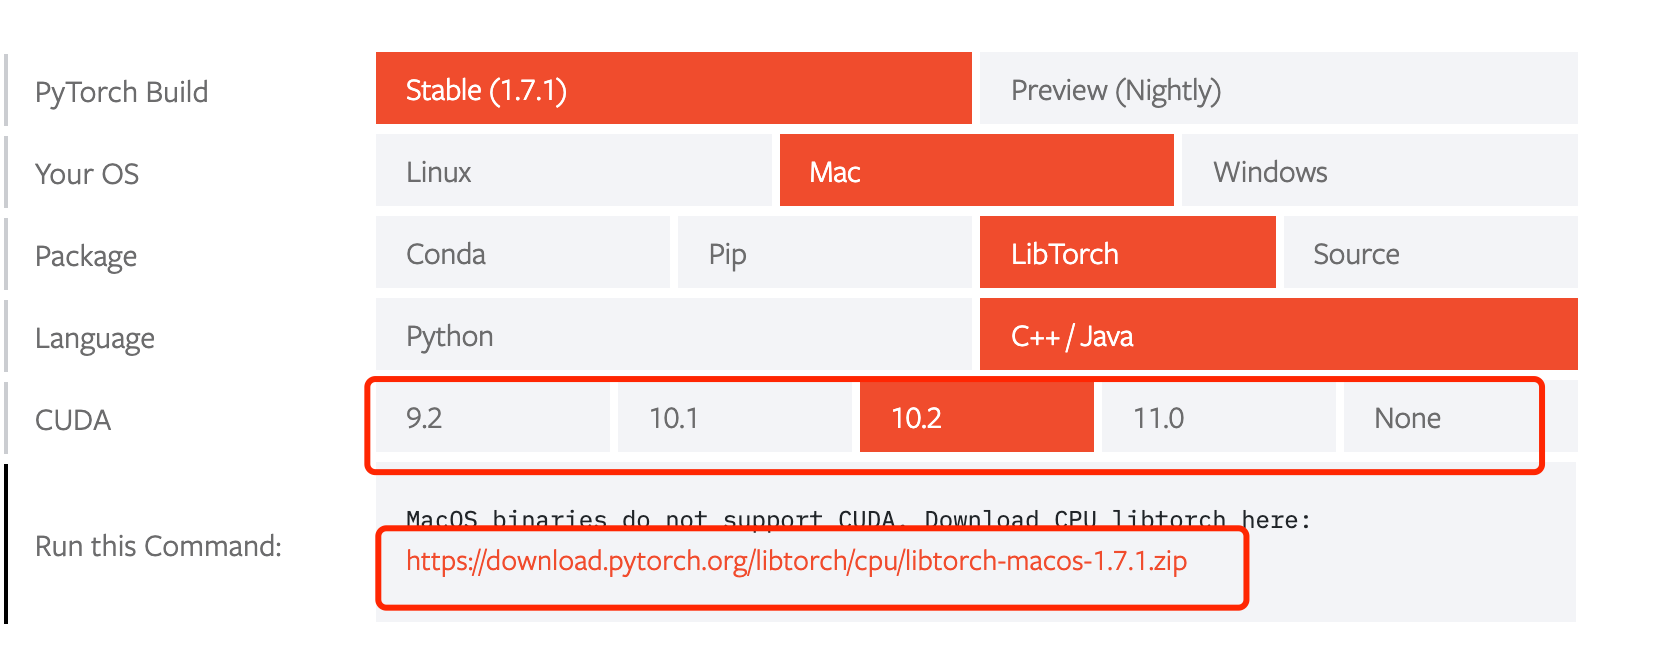 PyTorch Build Stable (1.7.1) Preview (Nightly)
Your OS Linux Mac Windows
Package Conda Pip LibTorch Source
Language Python C++ / Java
CUDA 9.2 10.1 10.2 11.0 None
MacOS binaries do not support CUDA. Download CPU libtorch here:
Run this Command: https://download.pytorch.org/libtorch/cpu/libtorch-macos-1.7.1.zip